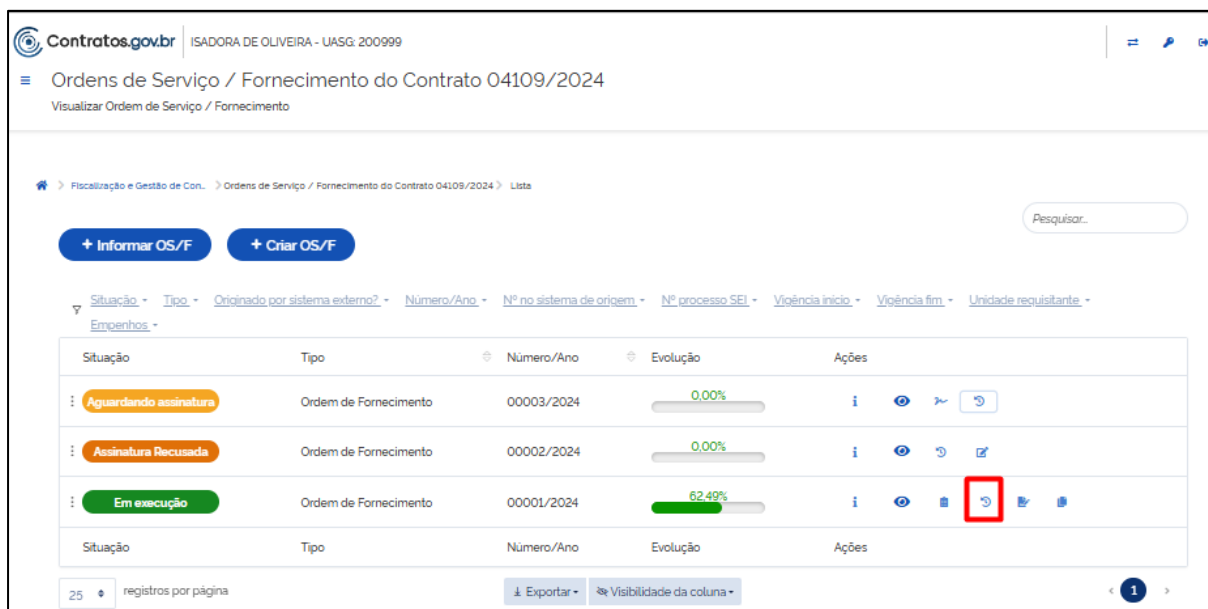 Contratos.gov.br ISADORA DE OLIVEIRA - UASG: 200999
Ordens de Serviço / Fornecimento do Contrato 04109/2024
Visualizar Ordem de Serviço / Fornecimento
Fiscalização e Gestão de Con... > Ordens de Serviço / Fornecimento do Contrato 04109/2024 > Lista
Pesquisar...
+ Informar OS/F + Criar OS/F
Situação Tipo Originado por sistema externo? Número/Ano Nº no sistema de origem Nº processo SEI Vigência início Vigência fim Unidade requisitante
Empenhos
Situação Tipo Número/Ano Evolução Ações
Aguardando assinatura Ordem de Fornecimento 00003/2024 0,00% i
Assinatura Recusada Ordem de Fornecimento 00002/2024 0,00% i
Em execução Ordem de Fornecimento 00001/2024 62,49% i
Situação Tipo Número/Ano Evolução Ações
25 registros por página Exportar Visibilidade da coluna < 1 >